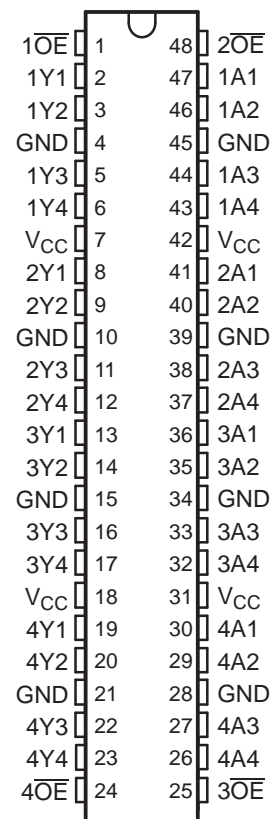 1O̅E̅ 1 48 2O̅E̅
1Y1 2 47 1A1
1Y2 3 46 1A2
GND 4 45 GND
1Y3 5 44 1A3
1Y4 6 43 1A4
VCC 7 42 VCC
2Y1 8 41 2A1
2Y2 9 40 2A2
GND 10 39 GND
2Y3 11 38 2A3
2Y4 12 37 2A4
3Y1 13 36 3A1
3Y2 14 35 3A2
GND 15 34 GND
3Y3 16 33 3A3
3Y4 17 32 3A4
VCC 18 31 VCC
4Y1 19 30 4A1
4Y2 20 29 4A2
GND 21 28 GND
4Y3 22 27 4A3
4Y4 23 26 4A4
4O̅E̅ 24 25 3O̅E̅